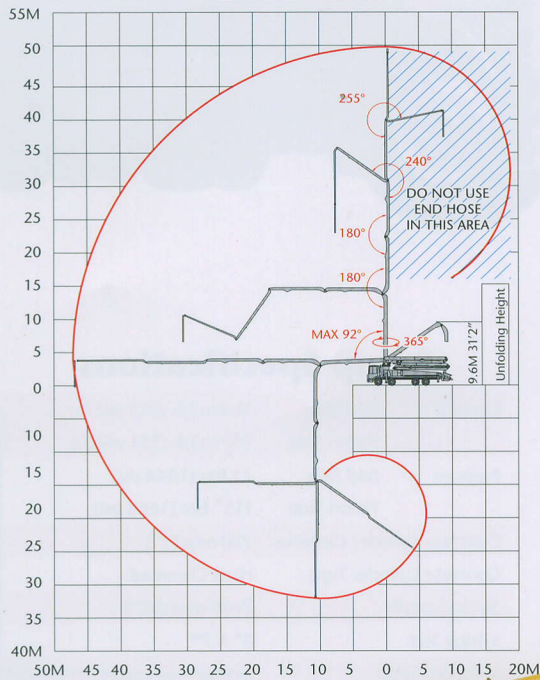 55M
50
45
40
35
30
25
20
15
10
5
0
10
15
20
25
30
35
40M
50M 45 40 35 30 25 20 15 10 5 0 5 10 15 20M
255°
240°
180°
180°
MAX 92°
365°
DO NOT USE
END HOSE
IN THIS AREA
9.6M 31'2"
Unfolding Height